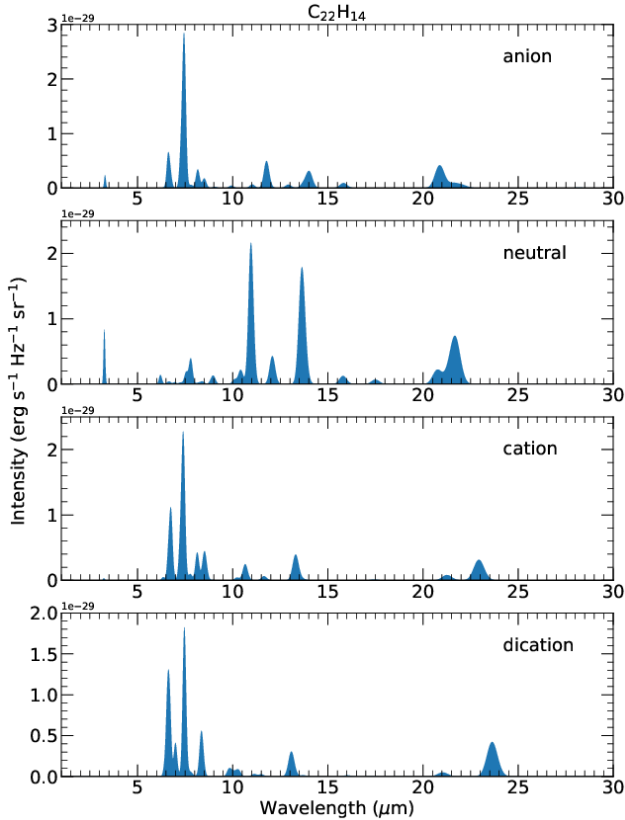 C₂₂H₁₄
1e−29
3
2
1
0
anion
5 10 15 20 25 30
1e−29
2
1
0
neutral
5 10 15 20 25 30
1e−29
2
1
0
cation
5 10 15 20 25 30
1e−29
2.0
1.5
1.0
0.5
0.0
dication
5 10 15 20 25 30
Wavelength (μm)
Intensity (erg s⁻¹ Hz⁻¹ sr⁻¹)